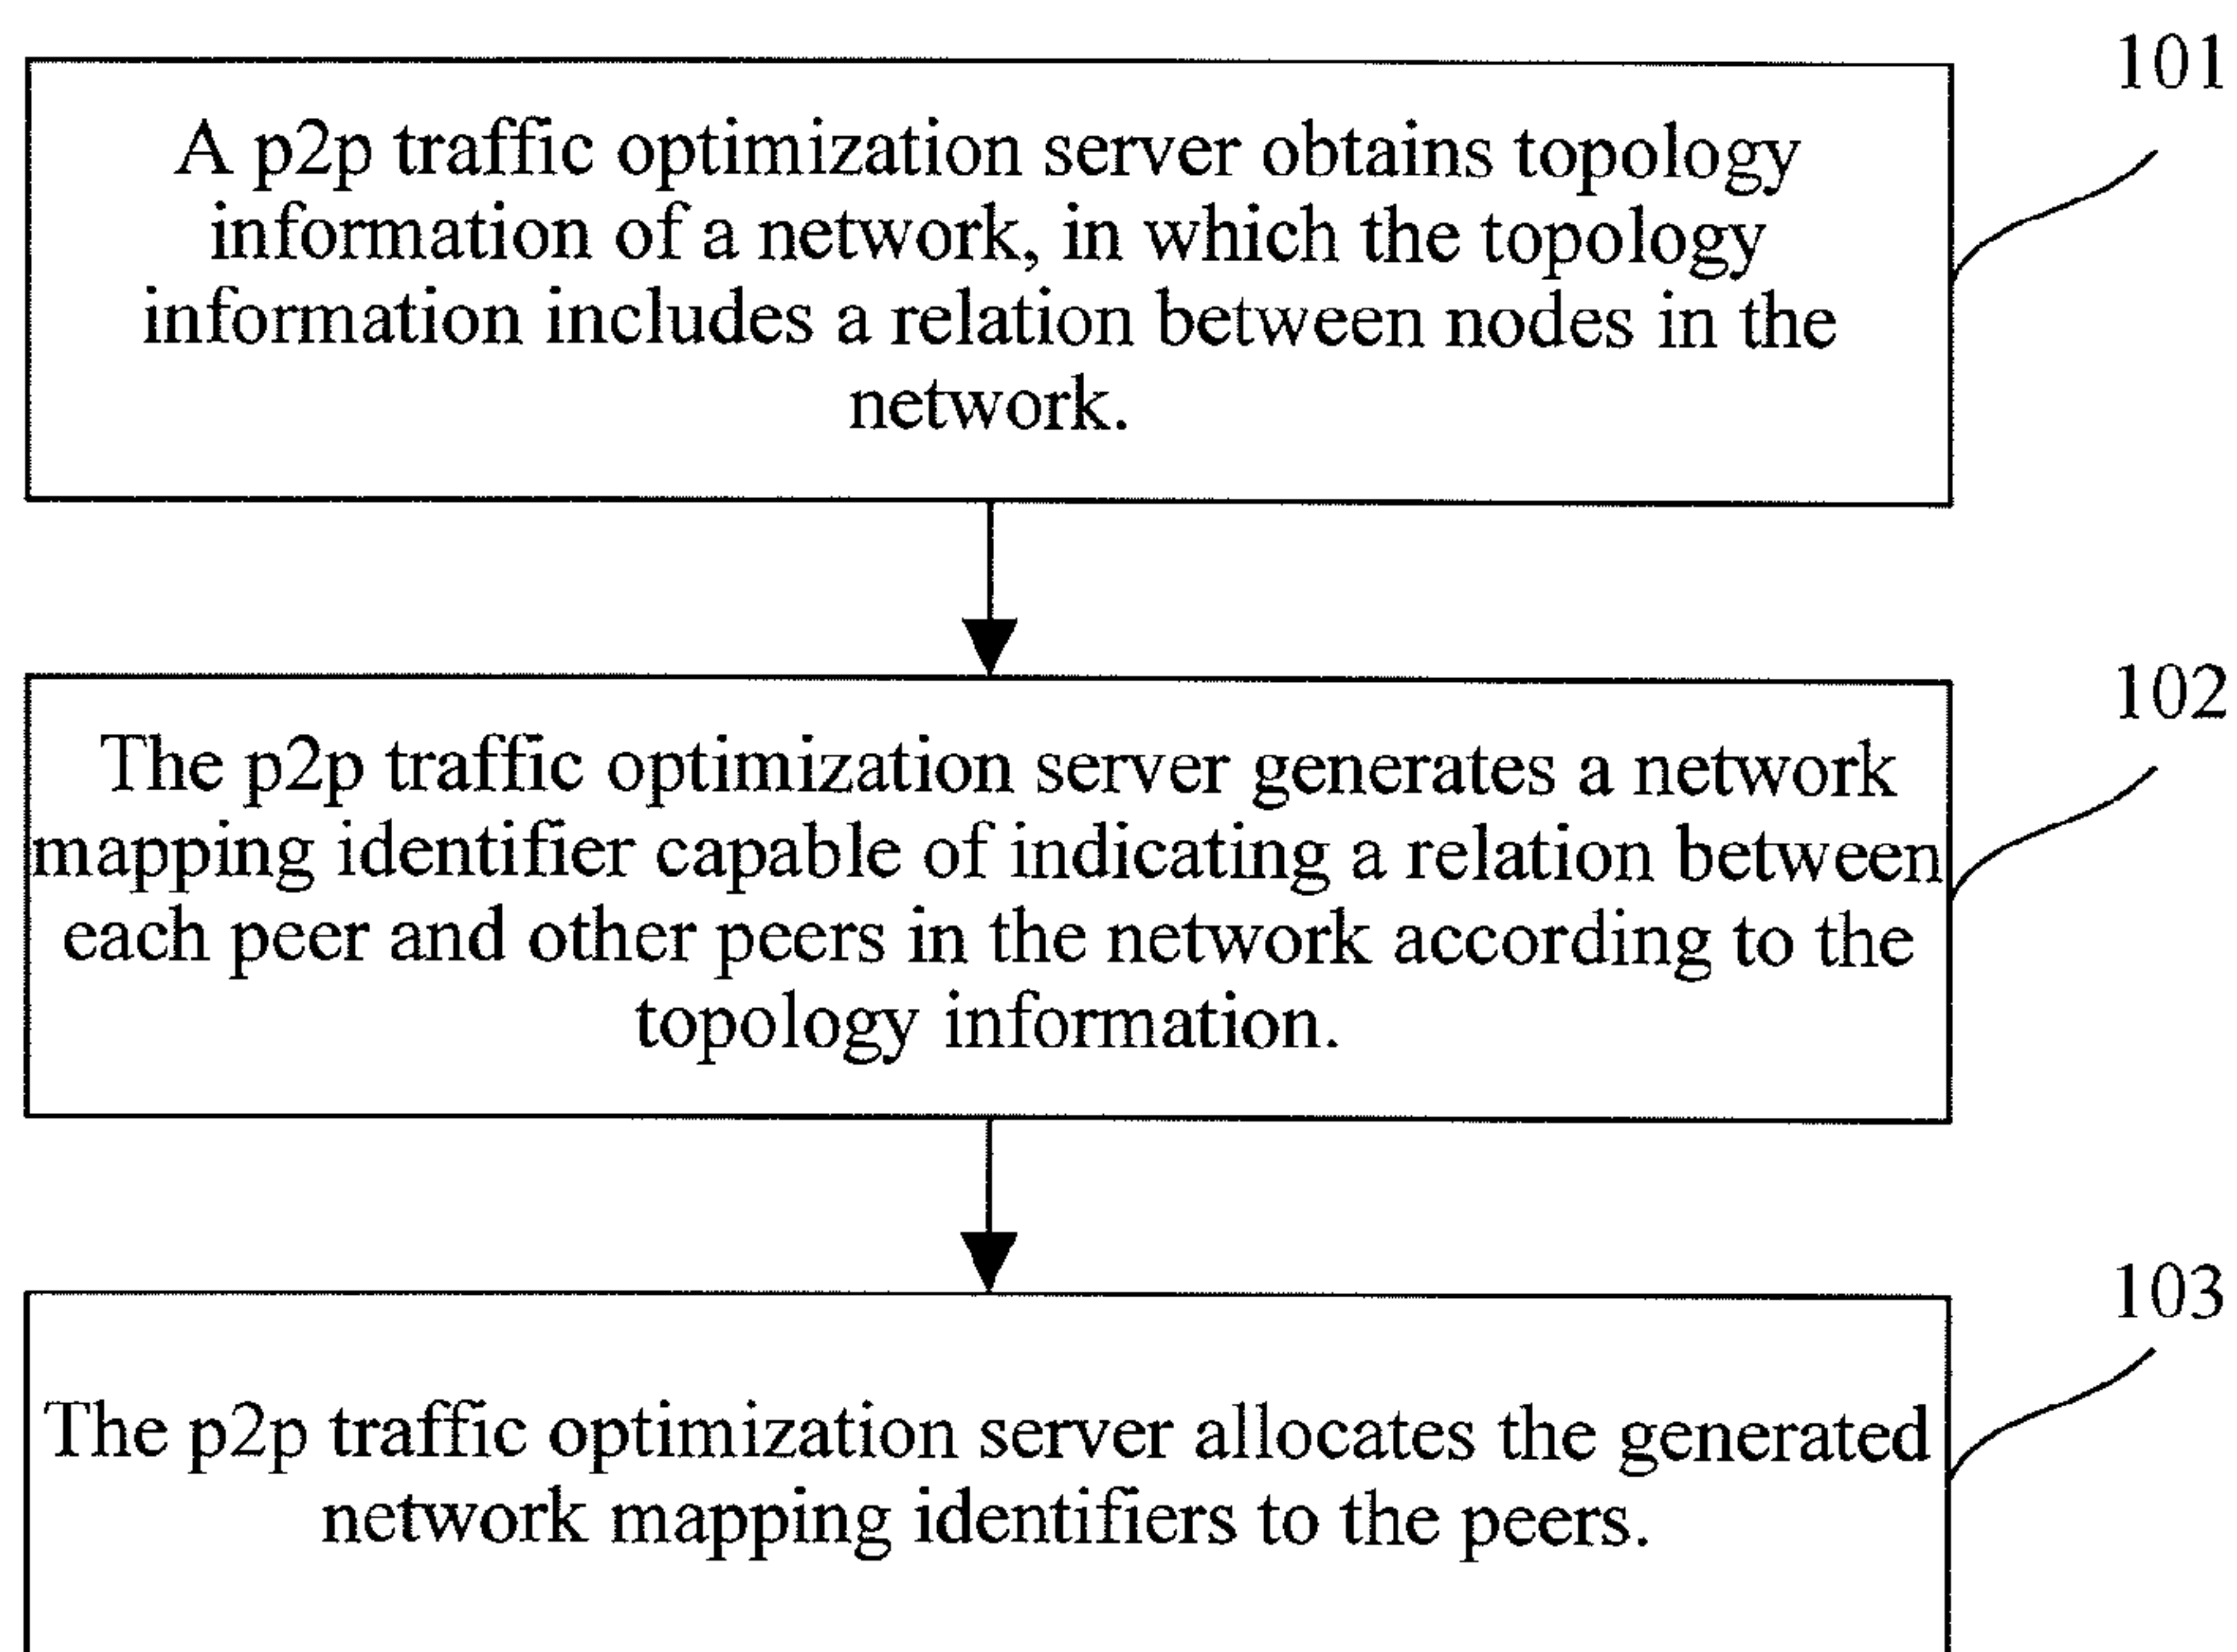 101
A p2p traffic optimization server obtains topology
information of a network, in which the topology
information includes a relation between nodes in the
network.
102
The p2p traffic optimization server generates a network
mapping identifier capable of indicating a relation between
each peer and other peers in the network according to the
topology information.
103
The p2p traffic optimization server allocates the generated
network mapping identifiers to the peers.